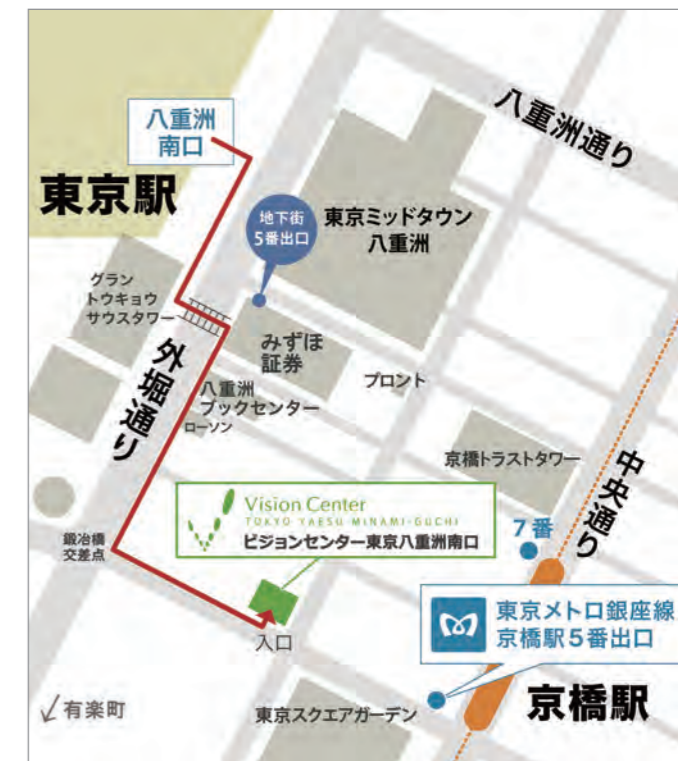 八重洲
南口
八重洲通り
東京駅
地下街
5番出口
東京ミッドタウン
八重洲
グラン
トウキョウ
サウスタワー
外堀通り
みずほ
証券
八重洲
ブックセンター
ローソン
プロント
京橋トラストタワー
中央通り
Vision Center
TOKYO YAESU MINAMI-GUCHI
ビジョンセンター東京八重洲南口
7番
鍛冶橋
交差点
入口
東京メトロ銀座線
京橋駅5番出口
有楽町
東京スクエアガーデン
京橋駅